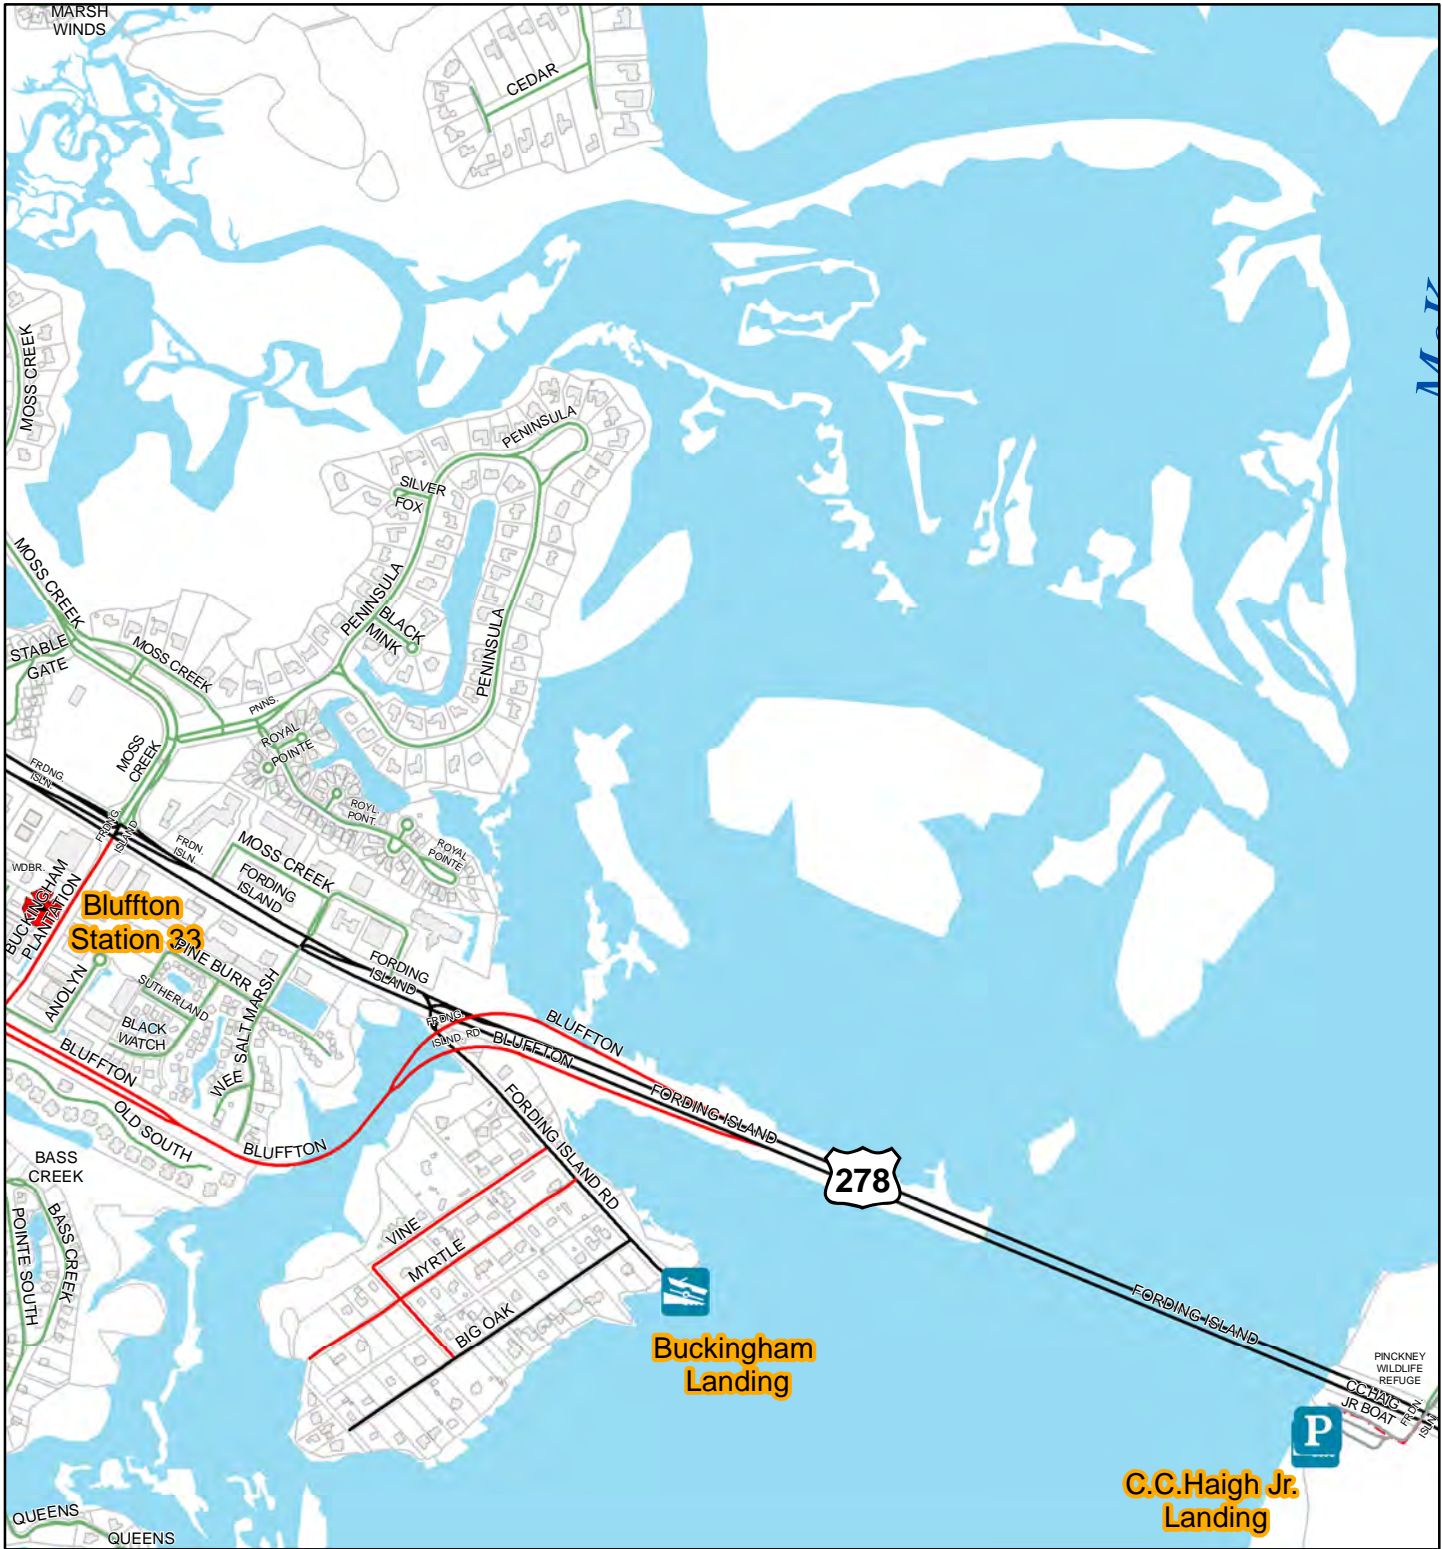 MARSH
WINDS
CEDAR
MOSS CREEK
PENINSULA
SILVER
FOX
MOSS CREEK
PENINSULA
BLACK
MINK
PENINSULA
STABLE
GATE
MOSS CREEK
PNNS.
ROYAL
POINTE
MOSS
CREEK
FRDNG
ISLN
ROYL.
PONT.
ROYAL
POINTE
FRDNG.
ISLAND
FRDN.
ISLN.
MOSS CREEK
FORDING
ISLAND
WDBR.
BUCKINGHAM
PLANTATION
Bluffton
Station 33
PINE BURR
FORDING
ISLAND
ANOLYN
SUTHERLAND
BLACK
WATCH
WEE SALT MARSH
FRDNG.
ISLND. RD
BLUFFTON
BLUFFTON
BLUFFTON
OLD SOUTH
BLUFFTON
FORDING ISLAND
FORDING ISLAND RD
278
BASS
CREEK
BASS CREEK
POINTE SOUTH
VINE
MYRTLE
BIG OAK
Buckingham
Landing
FORDING ISLAND
PINCKNEY
WILDLIFE
REFUGE
CC HAIG
JR BOAT
FRDN.
ISLN
P
C.C.Haigh Jr.
Landing
QUEENS
QUEENS